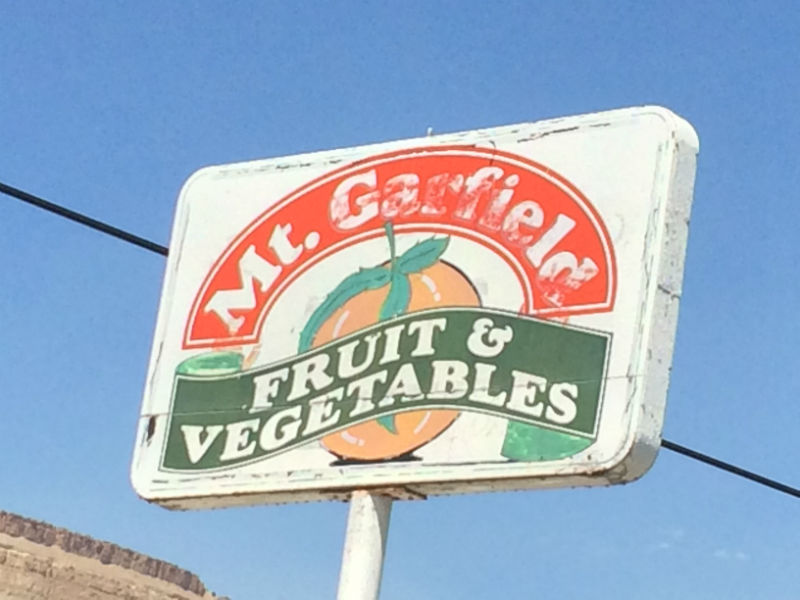 Mt. Garfield
FRUIT &
VEGETABLES